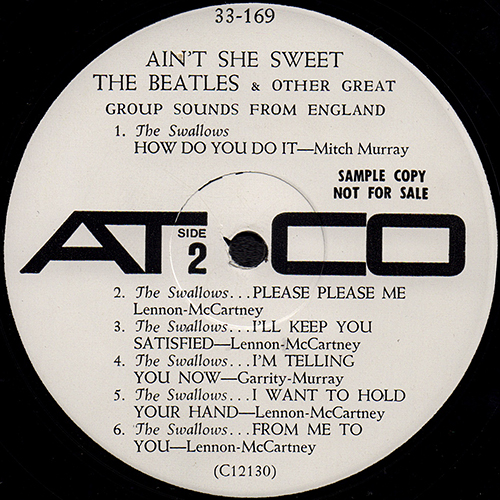 33-169
AIN'T SHE SWEET
THE BEATLES & OTHER GREAT
GROUP SOUNDS FROM ENGLAND
1. The Swallows
HOW DO YOU DO IT—Mitch Murray
SAMPLE COPY
NOT FOR SALE
ATCO
SIDE
2
2. The Swallows...PLEASE PLEASE ME
Lennon-McCartney
3. The Swallows...I'LL KEEP YOU
SATISFIED—Lennon-McCartney
4. The Swallows...I'M TELLING
YOU NOW—Garrity-Murray
5. The Swallows...I WANT TO HOLD
YOUR HAND—Lennon-McCartney
6. The Swallows...FROM ME TO
YOU—Lennon-McCartney
(C12130)